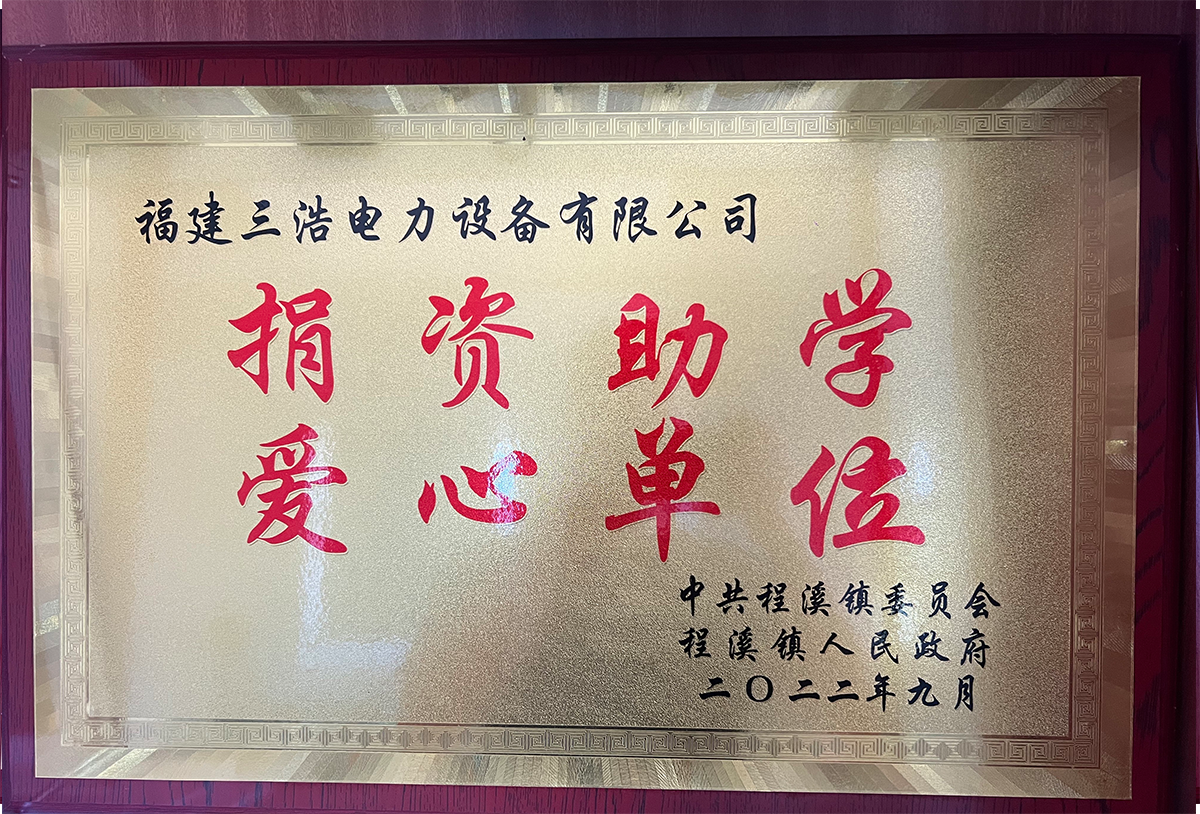 福建三浩电力设备有限公司
捐资助学
爱心单位
中共程溪镇委员会
程溪镇人民政府
二〇二二年九月